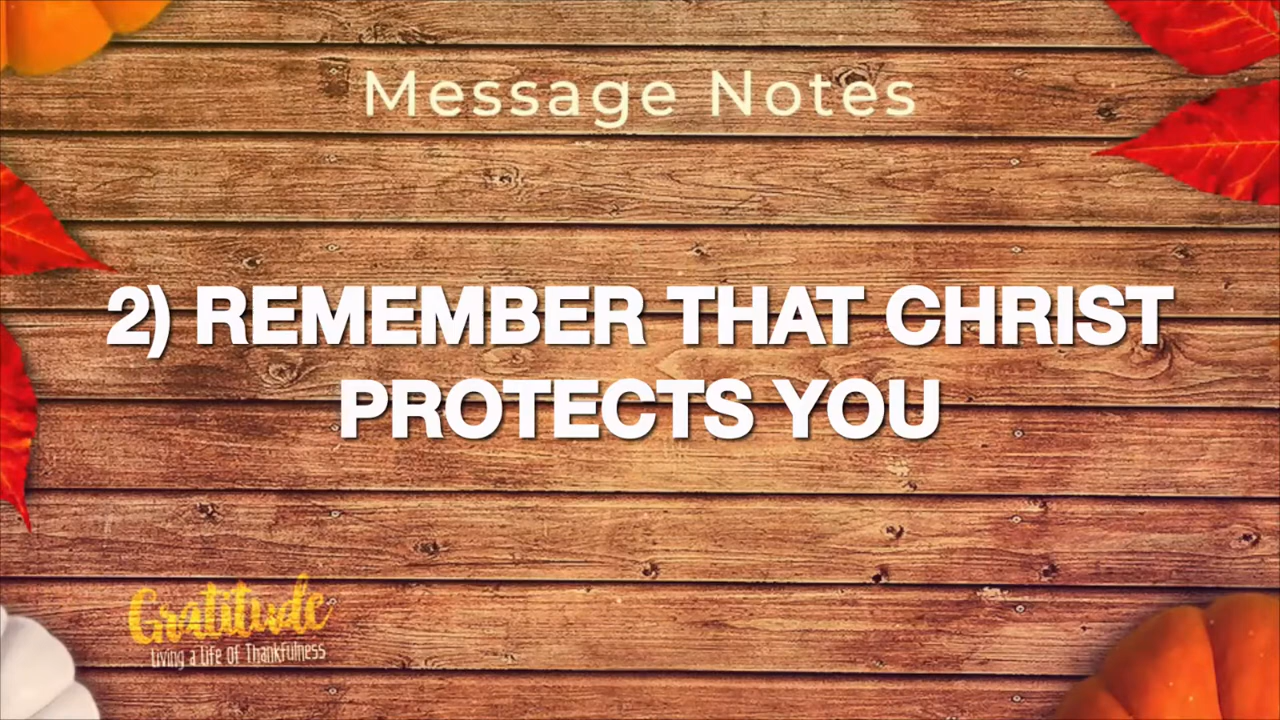 Message Notes
2) REMEMBER THAT CHRIST
PROTECTS YOU
Gratitude
Living a Life Of Thankfulness